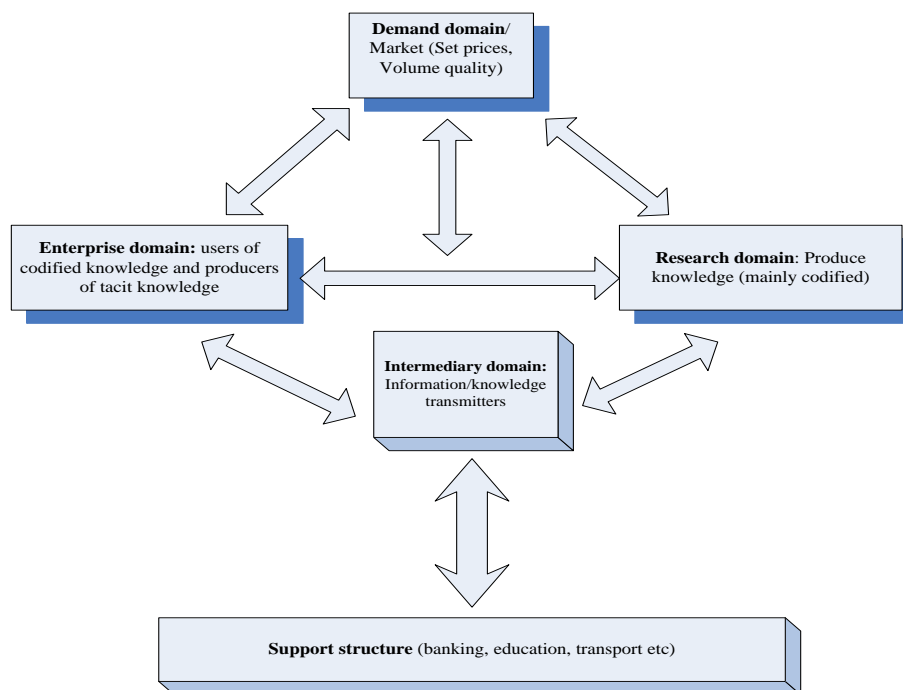 Demand domain/
Market (Set prices,
Volume quality)
Enterprise domain: users of
codified knowledge and producers
of tacit knowledge
Research domain: Produce
knowledge (mainly codified)
Intermediary domain:
Information/knowledge
transmitters
Support structure (banking, education, transport etc)